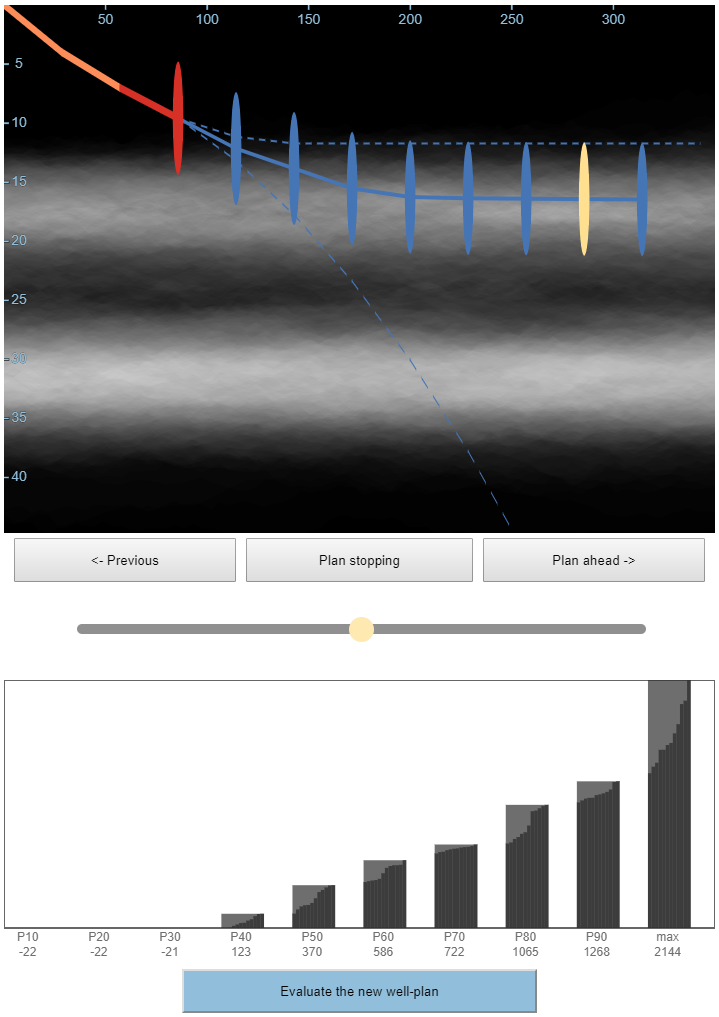 50 100 150 200 250 300
5
10
15
20
25
30
35
40
<- Previous Plan stopping Plan ahead ->
P10 P20 P30 P40 P50 P60 P70 P80 P90 max
-22 -22 -21 123 370 586 722 1065 1268 2144
Evaluate the new well-plan